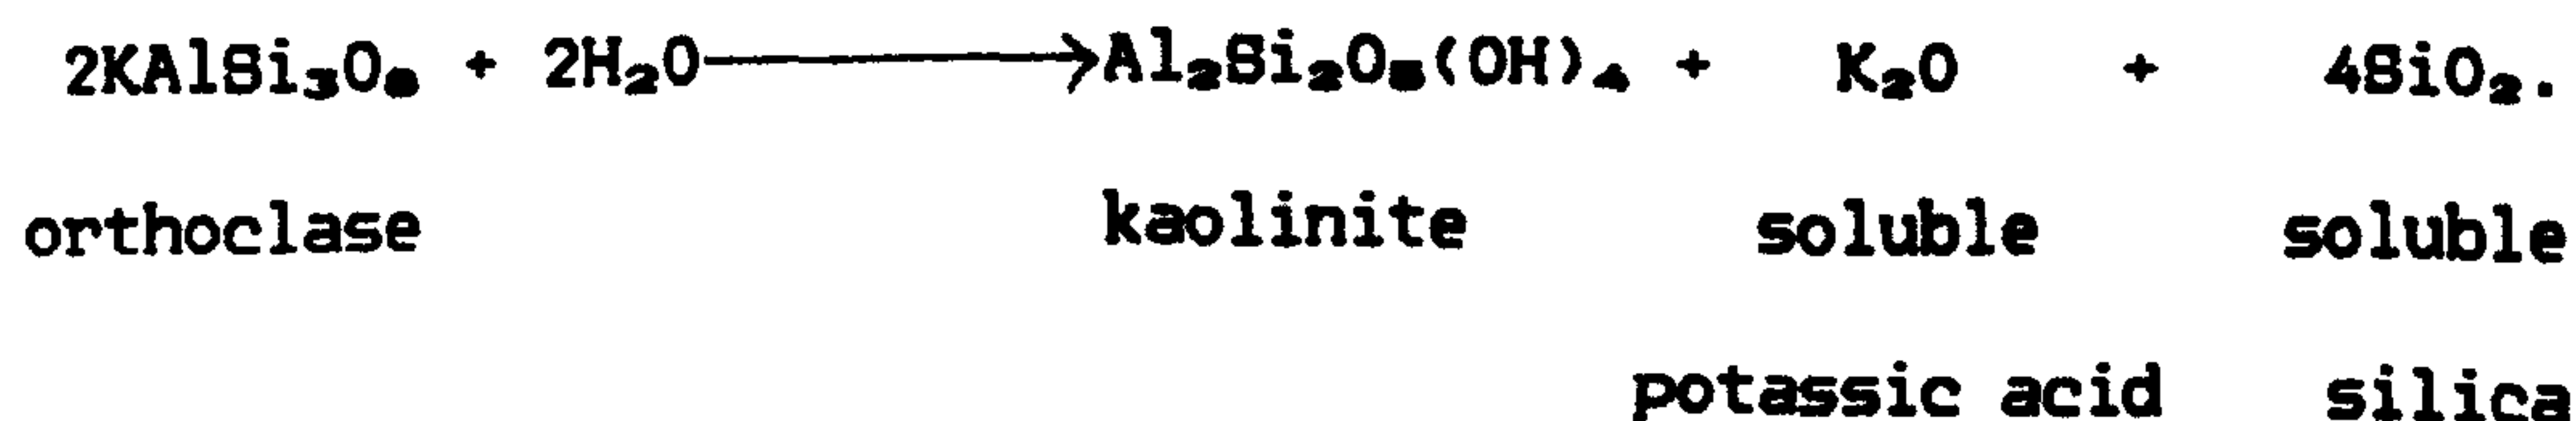 2KAlSi₃O₈ + 2H₂O⟶Al₂Si₂O₅(OH)₄ + K₂O + 4SiO₂.
orthoclase kaolinite soluble soluble
potassic acid silica